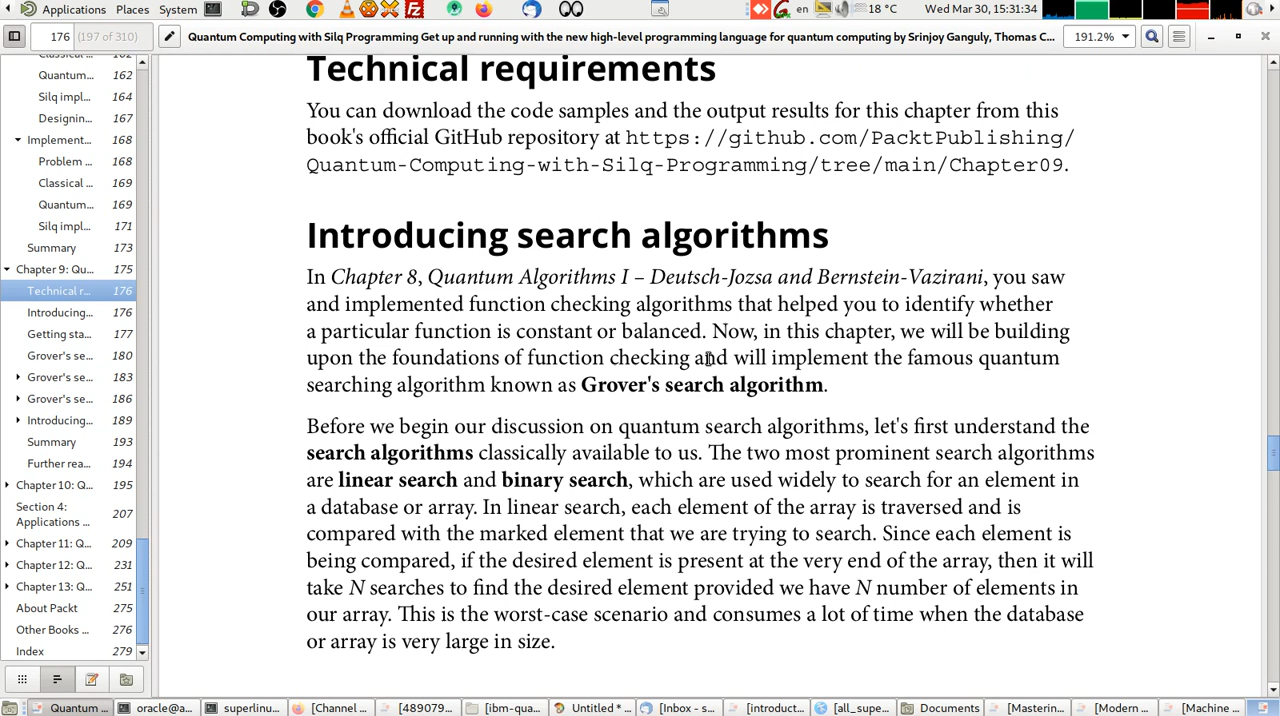 Applications Places System en 18 °C Wed Mar 30, 15:31:34
176 (197 of 310) Quantum Computing with Silq Programming Get up and running with the new high-level programming language for quantum computing by Srinjoy Ganguly, Thomas C... 191.2%
Quantum... 162
Silq impl... 164
Designin... 167
Implement... 168
Problem ... 168
Classical ... 169
Quantum... 169
Silq impl... 171
Summary 173
Chapter 9: Qu... 175
Technical r... 176
Introducing... 176
Getting sta... 177
Grover's se... 180
Grover's se... 183
Grover's se... 186
Introducing... 191
Summary 193
Further rea... 194
Chapter 10: Q... 195
Section 4:
Applications ... 207
Chapter 11: Q... 209
Chapter 12: Q... 231
Chapter 13: Q... 251
About Packt 275
Other Books ... 276
Index 279
Technical requirements
You can download the code samples and the output results for this chapter from this
book's official GitHub repository at https://github.com/PacktPublishing/
Quantum-Computing-with-Silq-Programming/tree/main/Chapter09.
Introducing search algorithms
In Chapter 8, Quantum Algorithms I – Deutsch-Jozsa and Bernstein-Vazirani, you saw
and implemented function checking algorithms that helped you to identify whether
a particular function is constant or balanced. Now, in this chapter, we will be building
upon the foundations of function checking and will implement the famous quantum
searching algorithm known as Grover's search algorithm.
Before we begin our discussion on quantum search algorithms, let's first understand the
search algorithms classically available to us. The two most prominent search algorithms
are linear search and binary search, which are used widely to search for an element in
a database or array. In linear search, each element of the array is traversed and is
compared with the marked element that we are trying to search. Since each element is
being compared, if the desired element is present at the very end of the array, then it will
take N searches to find the desired element provided we have N number of elements in
our array. This is the worst-case scenario and consumes a lot of time when the database
or array is very large in size.
Quantum ... oracle@a... superlinu... [Channel ... [489079... [ibm-qua... Untitled * ... [Inbox - s... [introduct... [all_supe... Documents [Masterin... [Modern ... [Machine ...